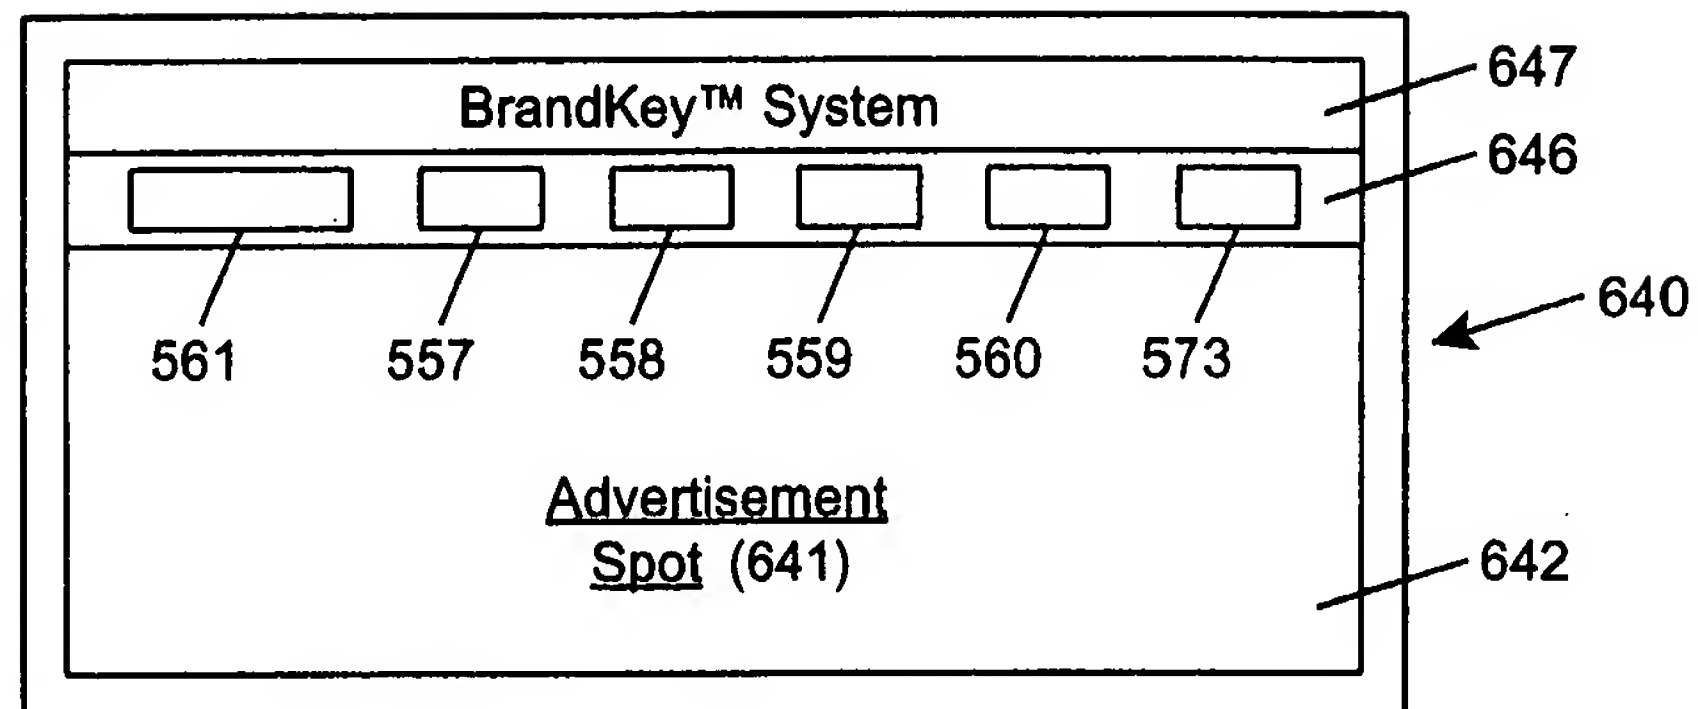 BrandKey™ System
647
646
640
561 557 558 559 560 573
Advertisement
Spot (641)
642